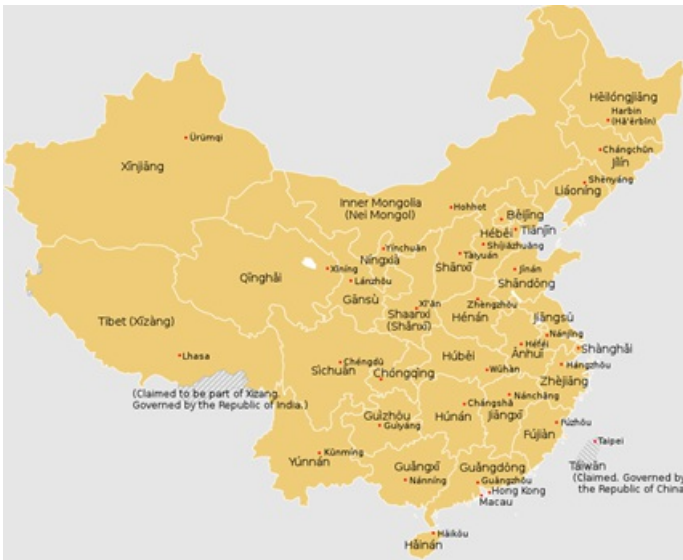 Hēilóngjiāng
Harbin
(Hā'ěrbīn)
Chángchūn
Jílín
Ürümqi
Xīnjiāng
Shěnyáng
Liáoníng
Inner Mongolia
(Nei Mongol)
Hohhot
Běijīng
Tiānjīn
Héběi
Shíjiāzhuāng
Yínchuān
Níngxià
Tàiyuán
Shānxī
Xīníng
Qīnghǎi
Lánzhōu
Gānsù
Jǐnán
Shāndōng
Xī'ān
Shaanxi
(Shǎnxī)
Zhengzhōu
Hénán
Jiāngsū
Tibet (Xīzàng)
Nánjīng
Héféi
Ānhuī
Shànghǎi
Lhasa
Chéngdū
Sìchuān
Chóngqìng
Húběi
Wǔhàn
Hángzhōu
Zhèjiāng
(Claimed to be part of Xizang.
Governed by the Republic of India.)
Chángshā
Húnán
Nánchāng
Jiāngxī
Guìzhōu
Guìyáng
Fúzhōu
Fújiàn
Kūnmíng
Yúnnán
Taipei
Táiwān
(Claimed. Governed by
the Republic of China
Guǎngxī
Nánníng
Guǎngdōng
Guǎngzhōu
Hong Kong
Macau
Hǎikǒu
Hǎinán